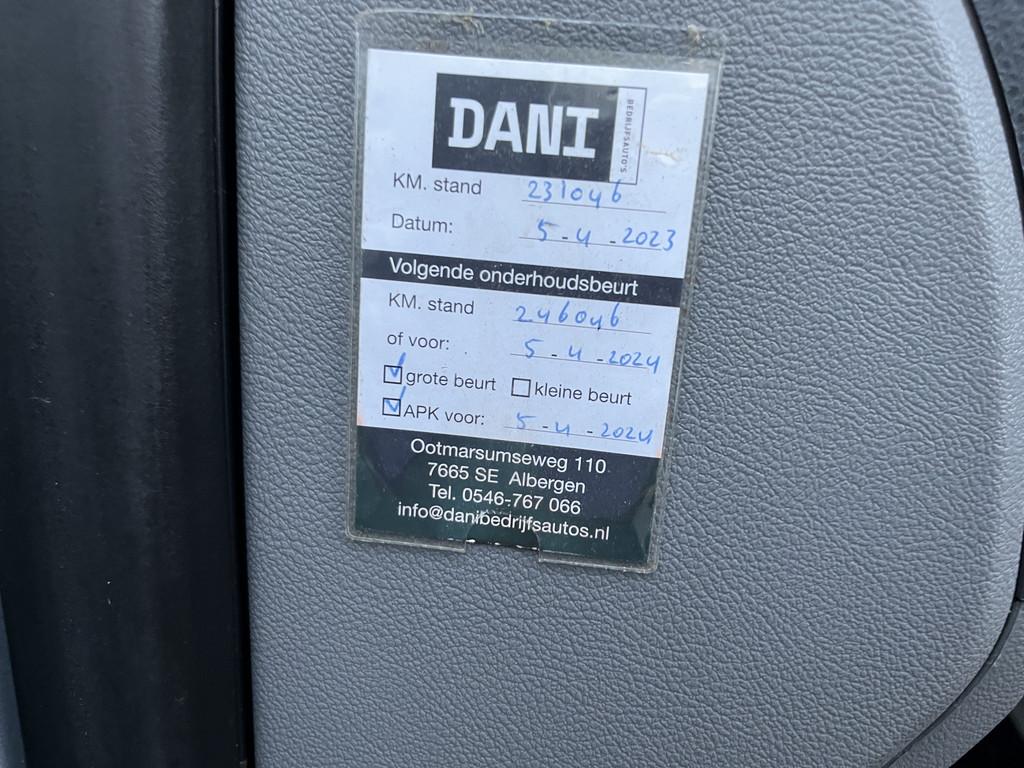 DANI
BEDRIJFSAUTO'S
KM. stand 231046
Datum: 5-4-2023
Volgende onderhoudsbeurt
KM. stand 246046
of voor: 5-4-2024
grote beurt kleine beurt
APK voor: 5-4-2024
Ootmarsumseweg 110
7665 SE Albergen
Tel. 0546-767 066
info@danibedrijfsautos.nl